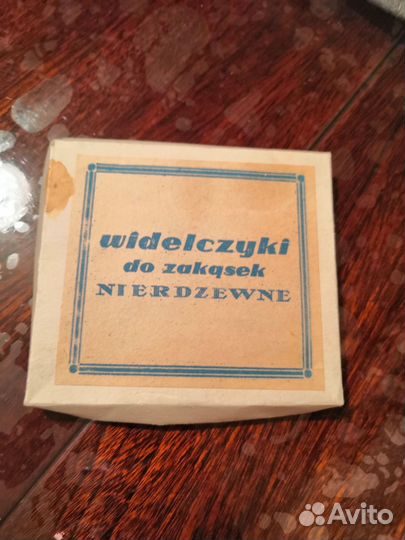 widelczyki
do zakąsek
NIERDZEWNE
Avito